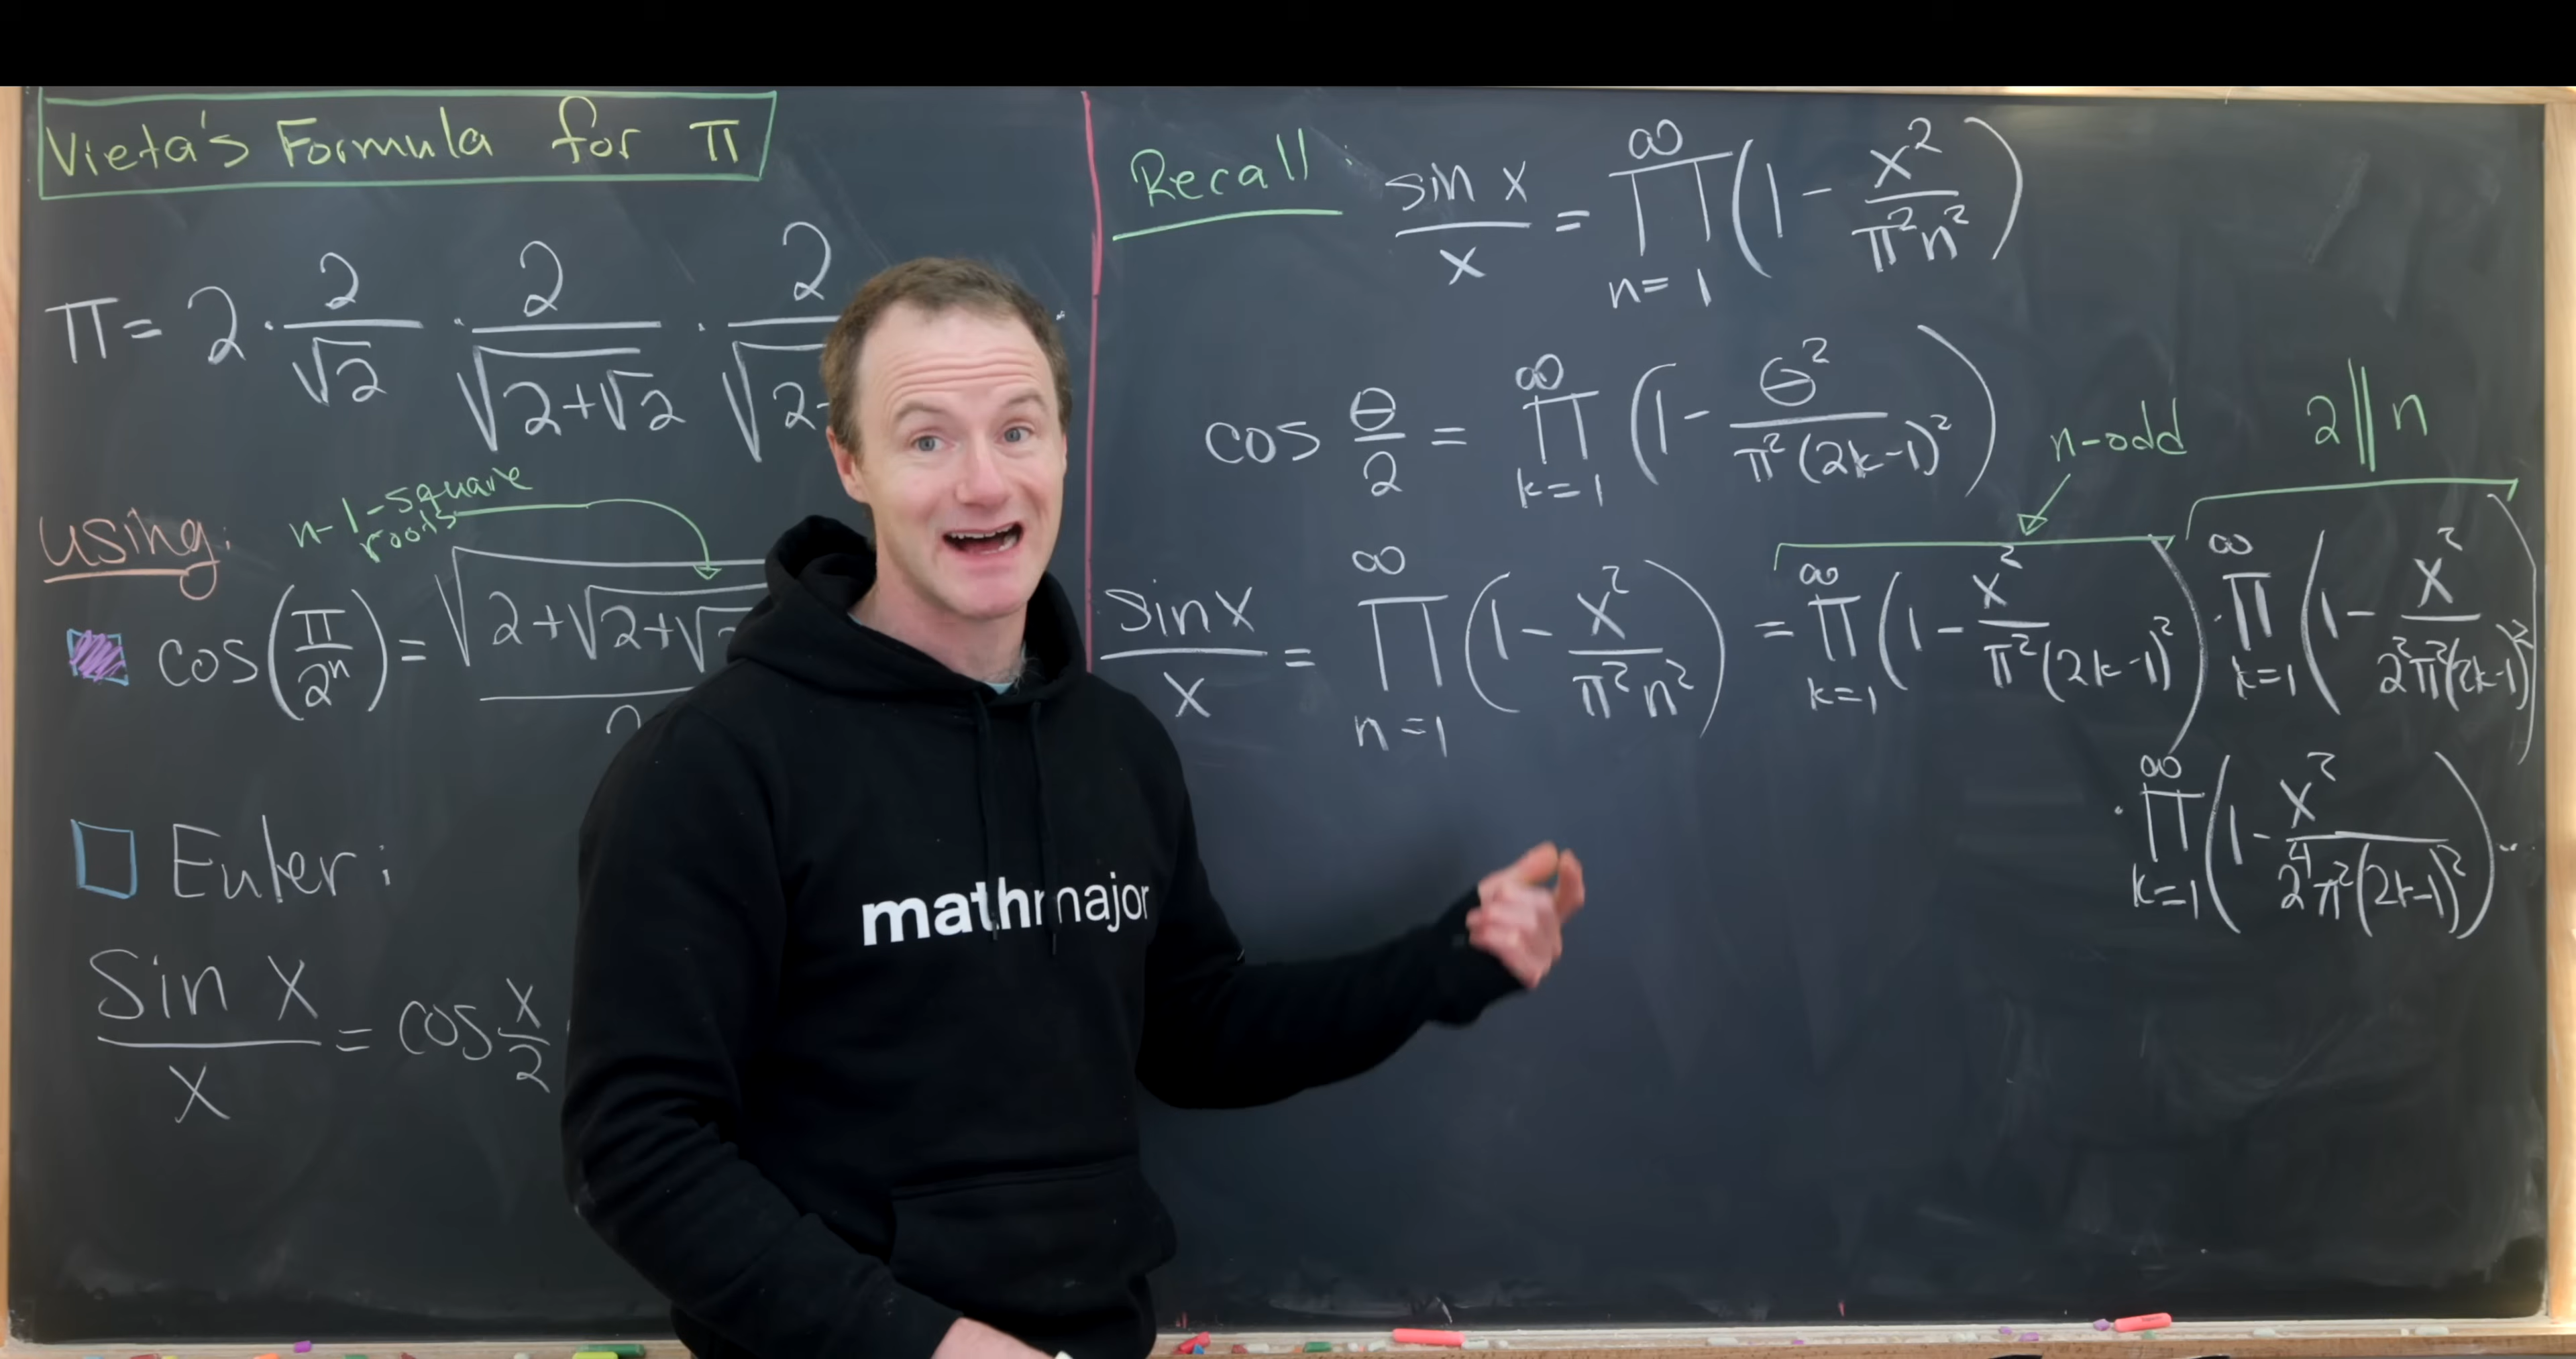 Vieta's Formula for π
π = 2 · 2/√2 · 2/√(2+√2) · 2/√(2+
using:
n-1-square roots
cos(π/2ⁿ) = √(2+√(2+√
Euler:
Sin x / x = cos x/2
Recall: sin x / x = ∏_{n=1}^{∞} (1 - x²/(π²n²))
cos θ/2 = ∏_{k=1}^{∞} (1 - θ²/(π²(2k-1)²))
n-odd
2 ∥ n
sin x / x = ∏_{n=1}^{∞} (1 - x²/(π²n²)) = ∏_{k=1}^{∞} (1 - x²/(π²(2k-1)²)) · ∏_{k=1}^{∞} (1 - x²/(2²π²(2k-1)²))
· ∏_{k=1}^{∞} (1 - x²/(2⁴π²(2k-1)²)) ...
mathmajor